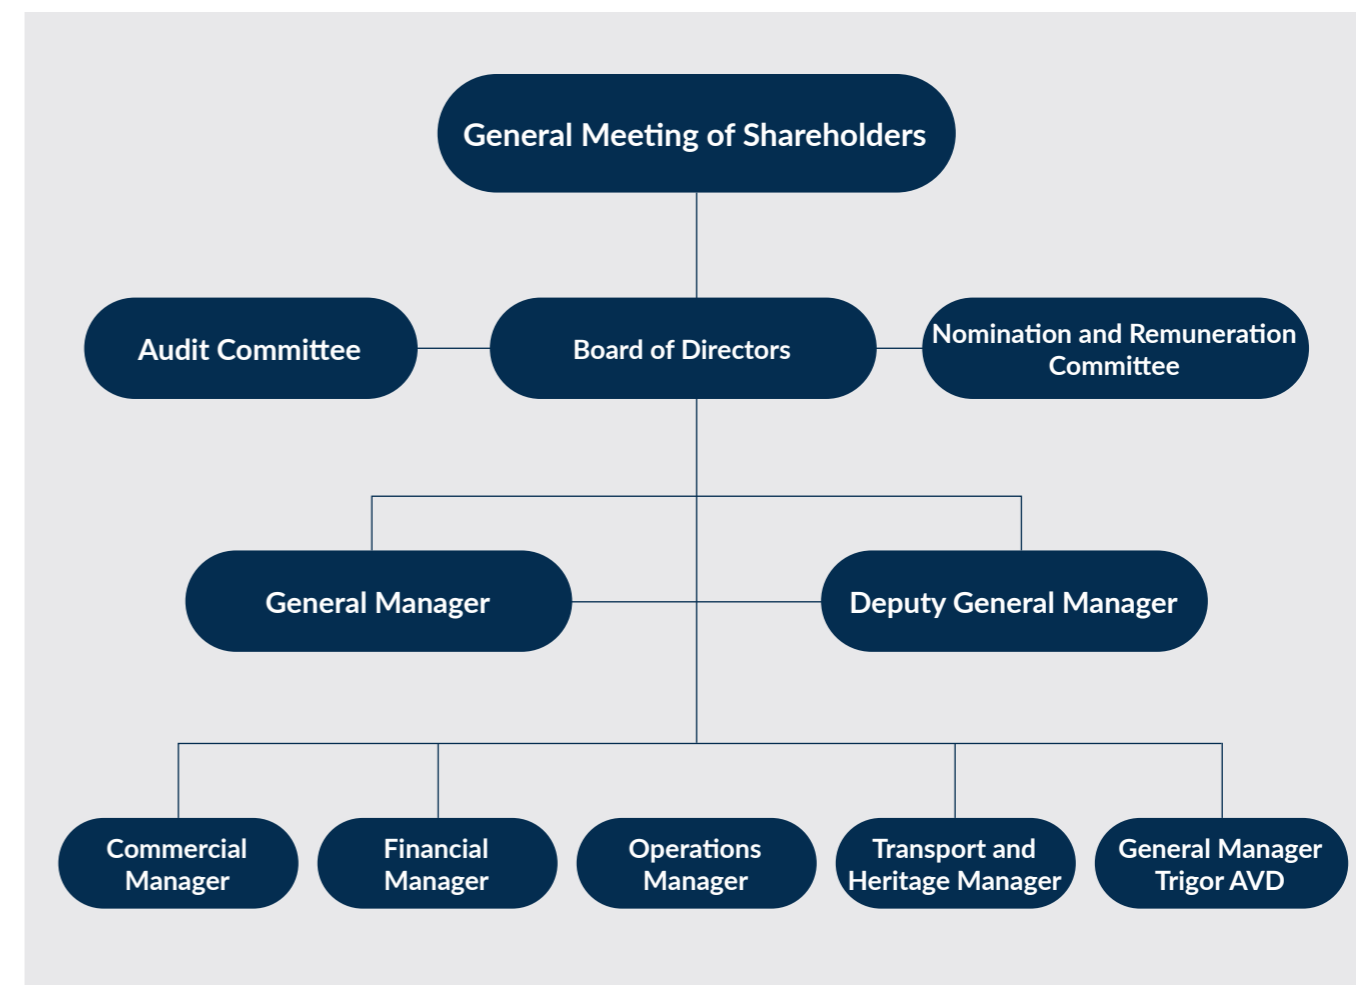 General Meeting of Shareholders
Audit Committee
Board of Directors
Nomination and Remuneration
Committee
General Manager
Deputy General Manager
Commercial
Manager
Financial
Manager
Operations
Manager
Transport and
Heritage Manager
General Manager
Trigor AVD